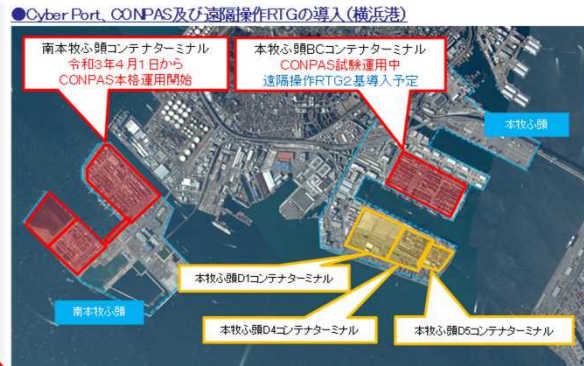 ●Cyber Port、CONPAS及び遠隔操作RTGの導入(横浜港)
南本牧ふ頭コンテナターミナル
令和3年4月1日から
CONPAS本格運用開始
本牧ふ頭BCコンテナターミナル
CONPAS試験運用中
遠隔操作RTG2基導入予定
本牧ふ頭
本牧ふ頭D1コンテナターミナル
南本牧ふ頭
本牧ふ頭D4コンテナターミナル
本牧ふ頭D5コンテナターミナル